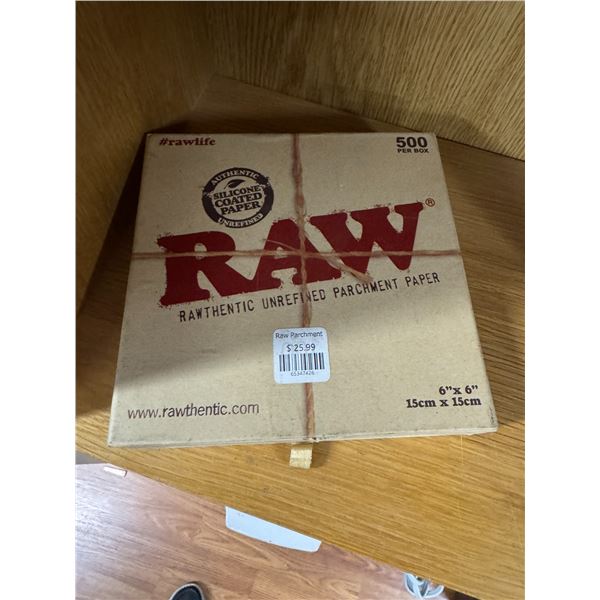 #rawlife
500
PER BOX
AUTHENTIC
SILICONE
COATED
PAPER
UNREFINED
RAW®
RAWTHENTIC UNREFINED PARCHMENT PAPER
Raw Parchment
$ 25.99
65347426
6"x 6"
15cm x 15cm
www.rawthentic.com